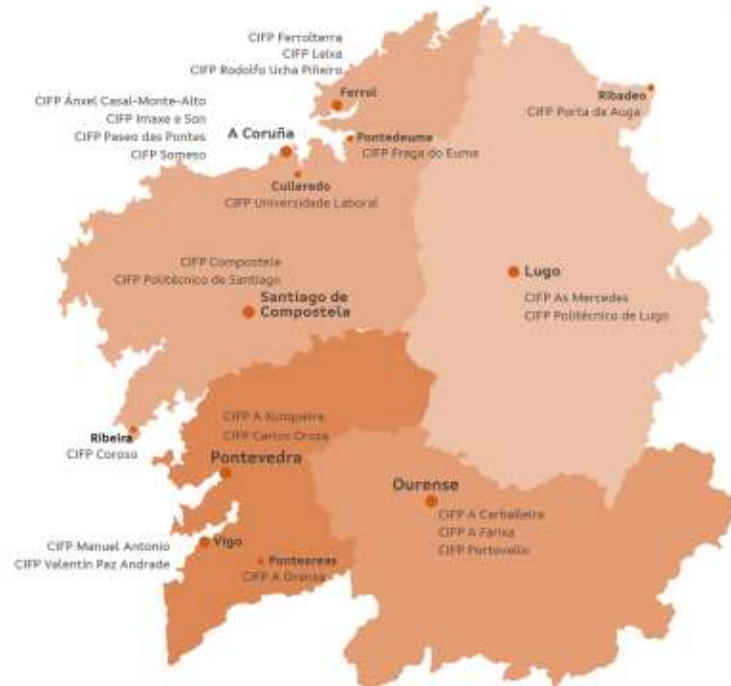 CIFP Ferrolterra
CIFP Leixa
CIFP Rodolfo Ucha Piñeiro
Ferrol
Ribadeo
CIFP Porta da Auga
CIFP Ánxel Casal-Monte-Alto
CIFP Imaxe e Son
CIFP Paseo das Pontes
CIFP Someso
A Coruña
Pontedeume
CIFP Fraga do Eume
Culleredo
CIFP Universidade Laboral
CIFP Compostela
CIFP Politécnico de Santiago
Santiago de
Compostela
Lugo
CIFP As Mercedes
CIFP Politécnico de Lugo
Ribeira
CIFP Coroso
CIFP A Xunqueira
CIFP Carlos Oroza
Pontevedra
Ourense
CIFP A Carballeira
CIFP A Farixa
CIFP Portovello
Vigo
CIFP Manuel Antonio
CIFP Valentín Paz Andrade
Ponteareas
CIFP A Granxa